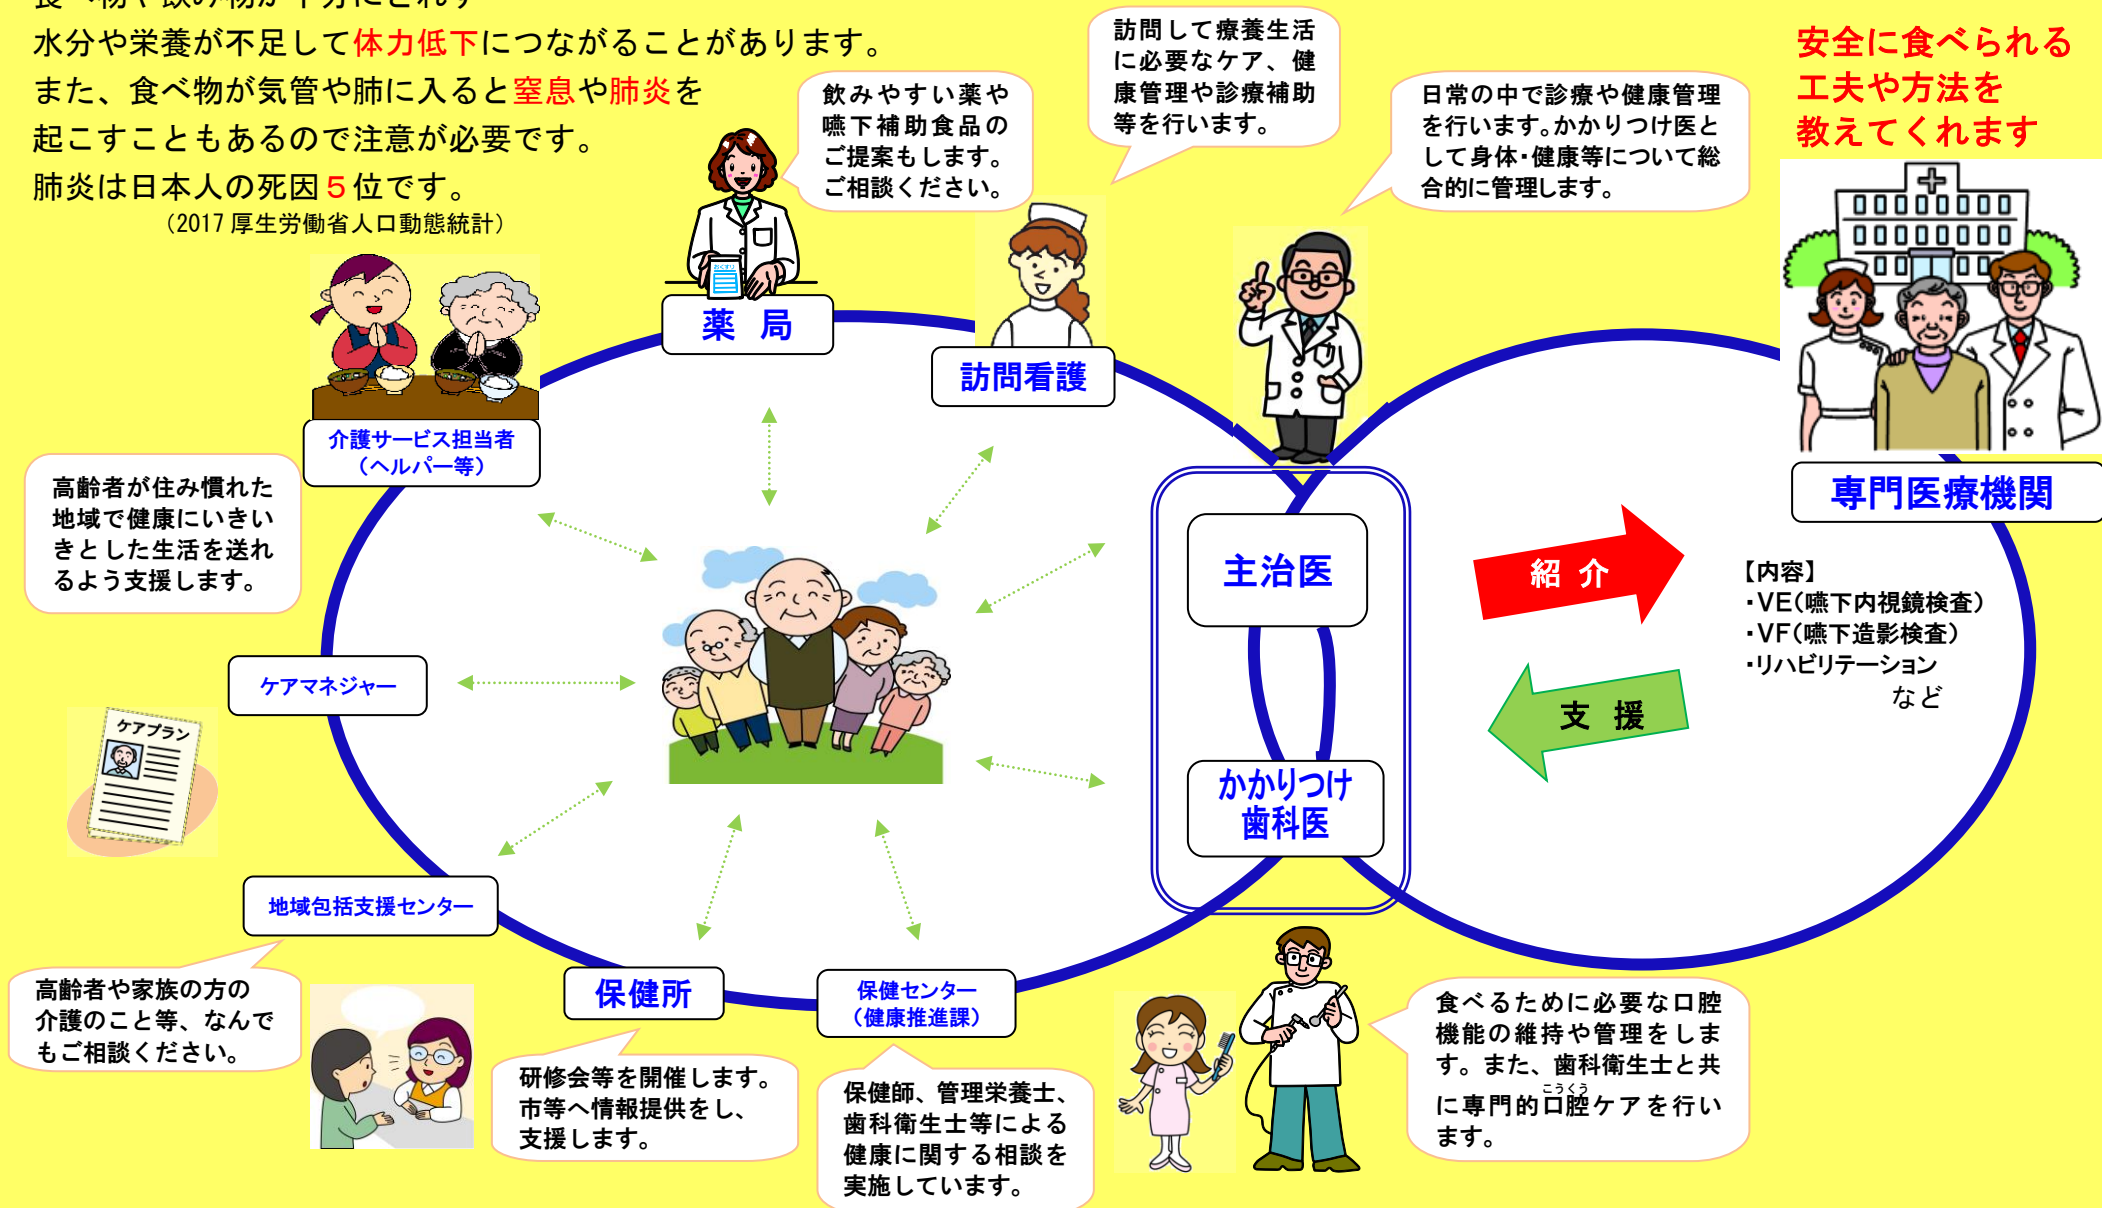 水分や栄養が不足して体力低下につながることがあります。
また、食べ物が気管や肺に入ると窒息や肺炎を
起こすこともあるので注意が必要です。
肺炎は日本人の死因５位です。
（2017 厚生労働省人口動態統計）
飲みやすい薬や
嚥下補助食品の
ご提案もします。
ご相談ください。
訪問して療養生活
に必要なケア、健
康管理や診療補助
等を行います。
日常の中で診療や健康管理
を行います。かかりつけ医と
して身体・健康等について総
合的に管理します。
安全に食べられる
工夫や方法を
教えてくれます
おくすり
薬 局
訪問看護
介護サービス担当者
（ヘルパー等）
高齢者が住み慣れた
地域で健康にいきい
きとした生活を送れ
るよう支援します。
専門医療機関
主治医
紹 介
【内容】
・VE（嚥下内視鏡検査）
・VF（嚥下造影検査）
・リハビリテーション
など
支 援
ケアマネジャー
ケアプラン
かかりつけ
歯科医
地域包括支援センター
高齢者や家族の方の
介護のこと等、なんで
もご相談ください。
保健所
研修会等を開催します。
市等へ情報提供をし、
支援します。
保健センター
（健康推進課）
保健師、管理栄養士、
歯科衛生士等による
健康に関する相談を
実施しています。
食べるために必要な口腔
機能の維持や管理をしま
す。また、歯科衛生士と共
こうくう
に専門的口腔ケアを行い
ます。